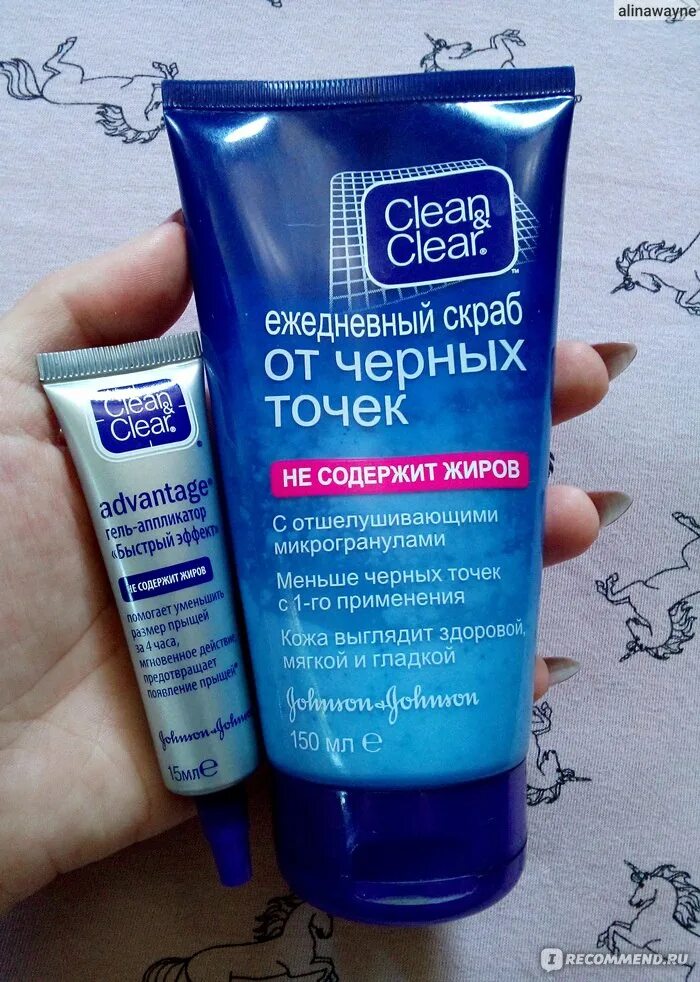 alinawayne
Clean
&
Clear®
™
ежедневный скраб
от черных
точек
НЕ СОДЕРЖИТ ЖИРОВ
С отшелушивающими
микрогранулами
Меньше черных точек
с 1-го применения
Кожа выглядит здоровой,
мягкой и гладкой
Johnson & Johnson
150 мл ℮
Clean
&
Clear®
advantage®
гель-аппликатор
«Быстрый эффект»
НЕ СОДЕРЖИТ ЖИРОВ
помогает уменьшить
размер прыщей
за 4 часа,
мгновенное действие,
предотвращает
появление прыщей*
15мл℮
IRECOMMEND.RU